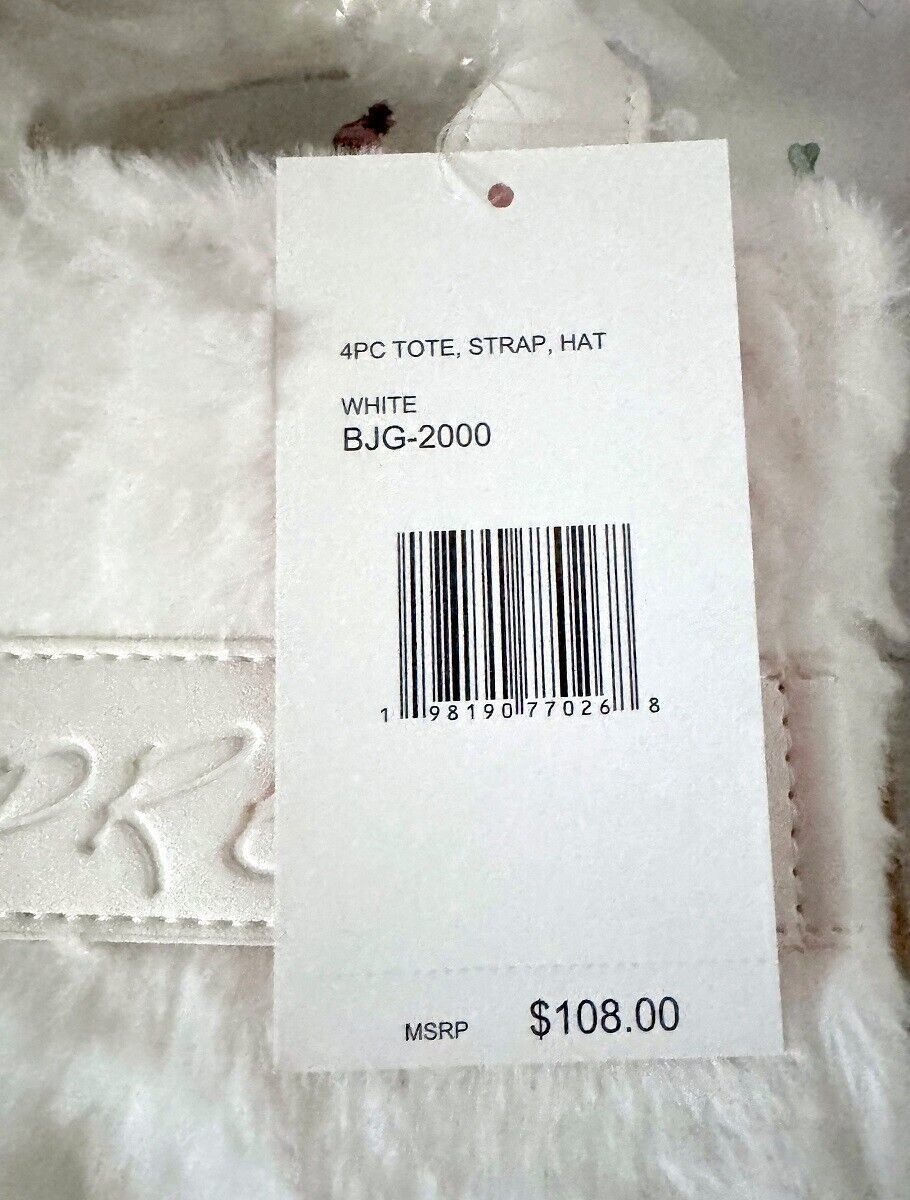 4PC TOTE, STRAP, HAT
WHITE
BJG-2000
1 98190 77026 8
MSRP $108.00